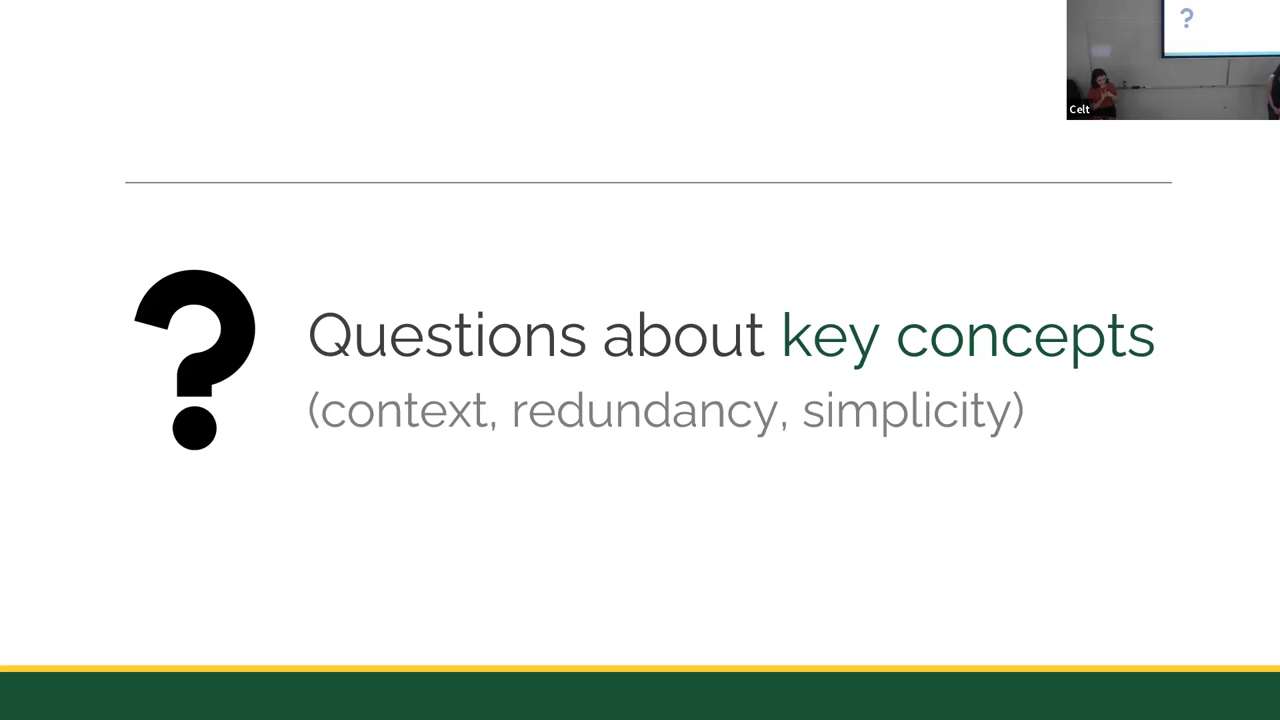 ?
Celt
?
Questions about key concepts
(context, redundancy, simplicity)